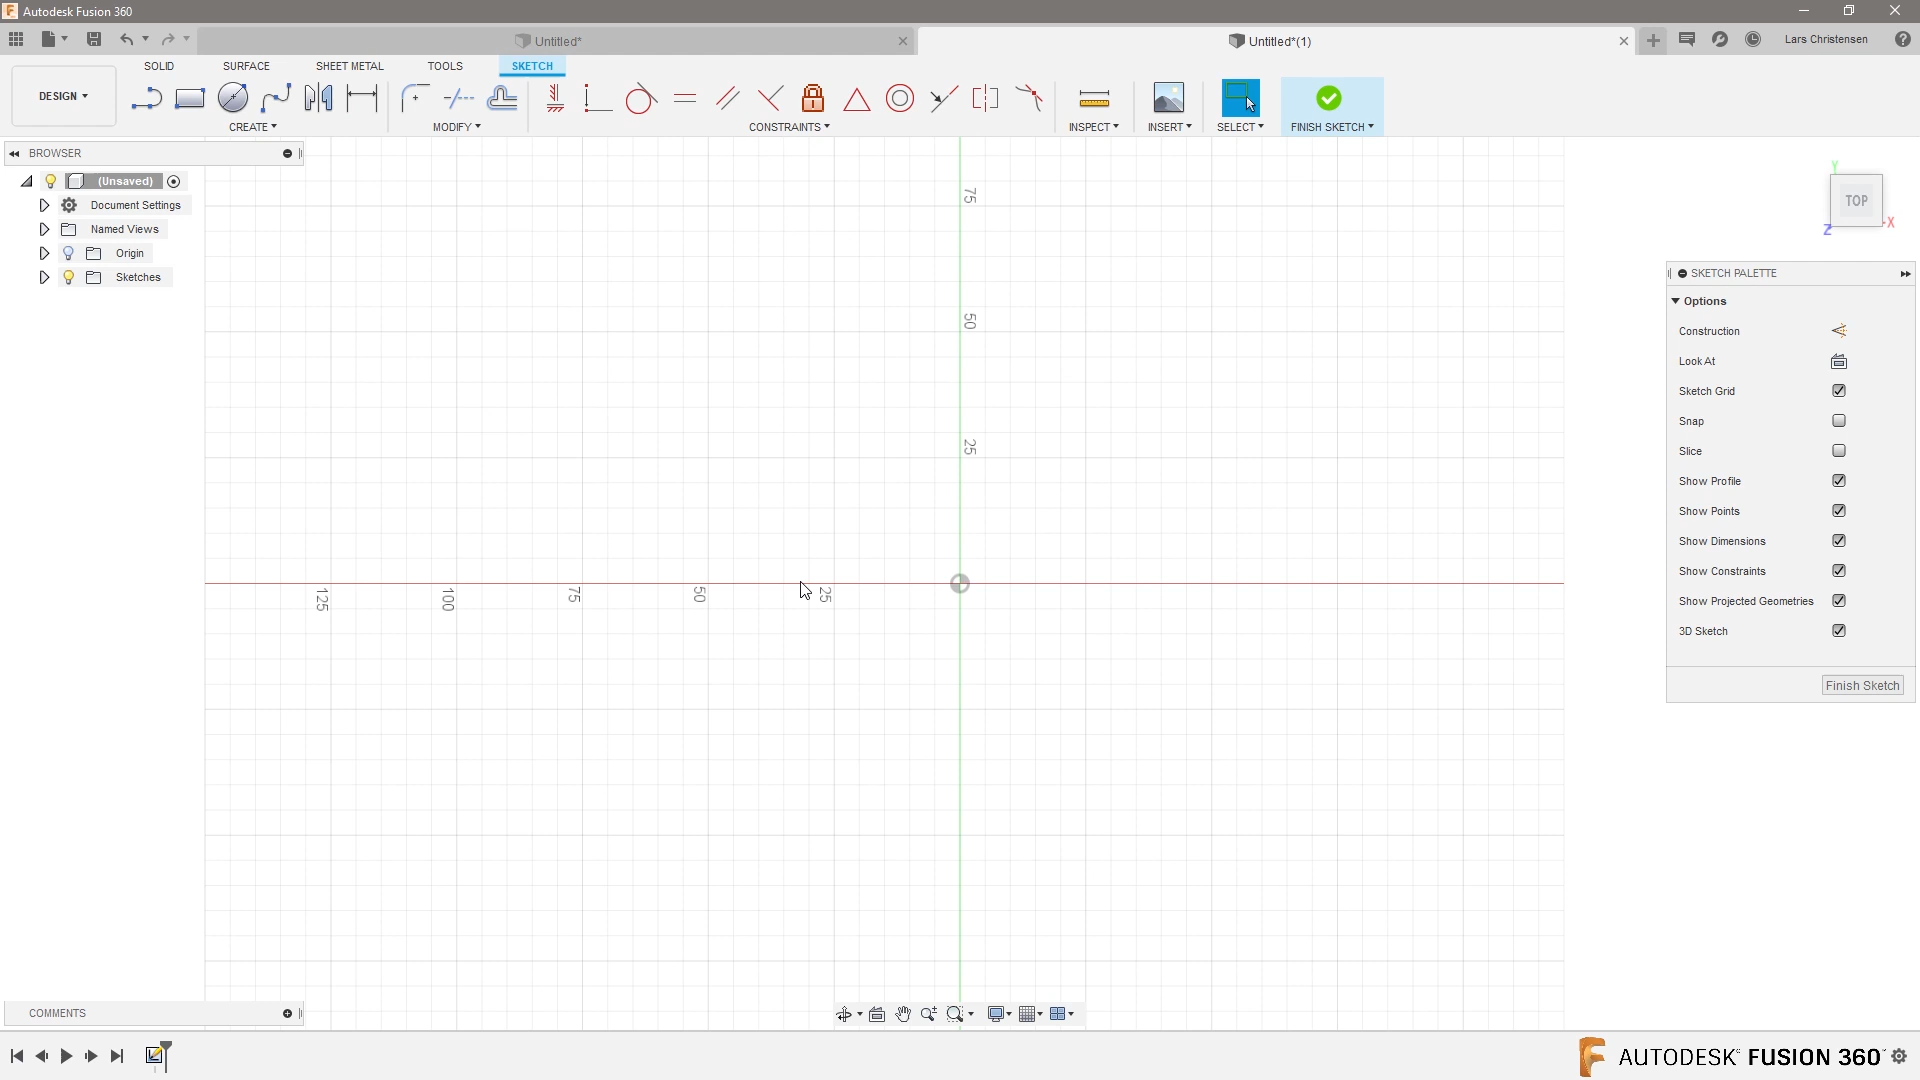 Autodesk Fusion 360
Untitled*
Untitled*(1)
Lars Christensen
DESIGN
SOLID
SURFACE
SHEET METAL
TOOLS
SKETCH
CREATE
MODIFY
CONSTRAINTS
INSPECT
INSERT
SELECT
FINISH SKETCH
BROWSER
(Unsaved)
Document Settings
Named Views
Origin
Sketches
75
50
25
125
100
75
50
25
Y
TOP
X
Z
SKETCH PALETTE
Options
Construction
Look At
Sketch Grid
Snap
Slice
Show Profile
Show Points
Show Dimensions
Show Constraints
Show Projected Geometries
3D Sketch
Finish Sketch
COMMENTS
AUTODESK FUSION 360